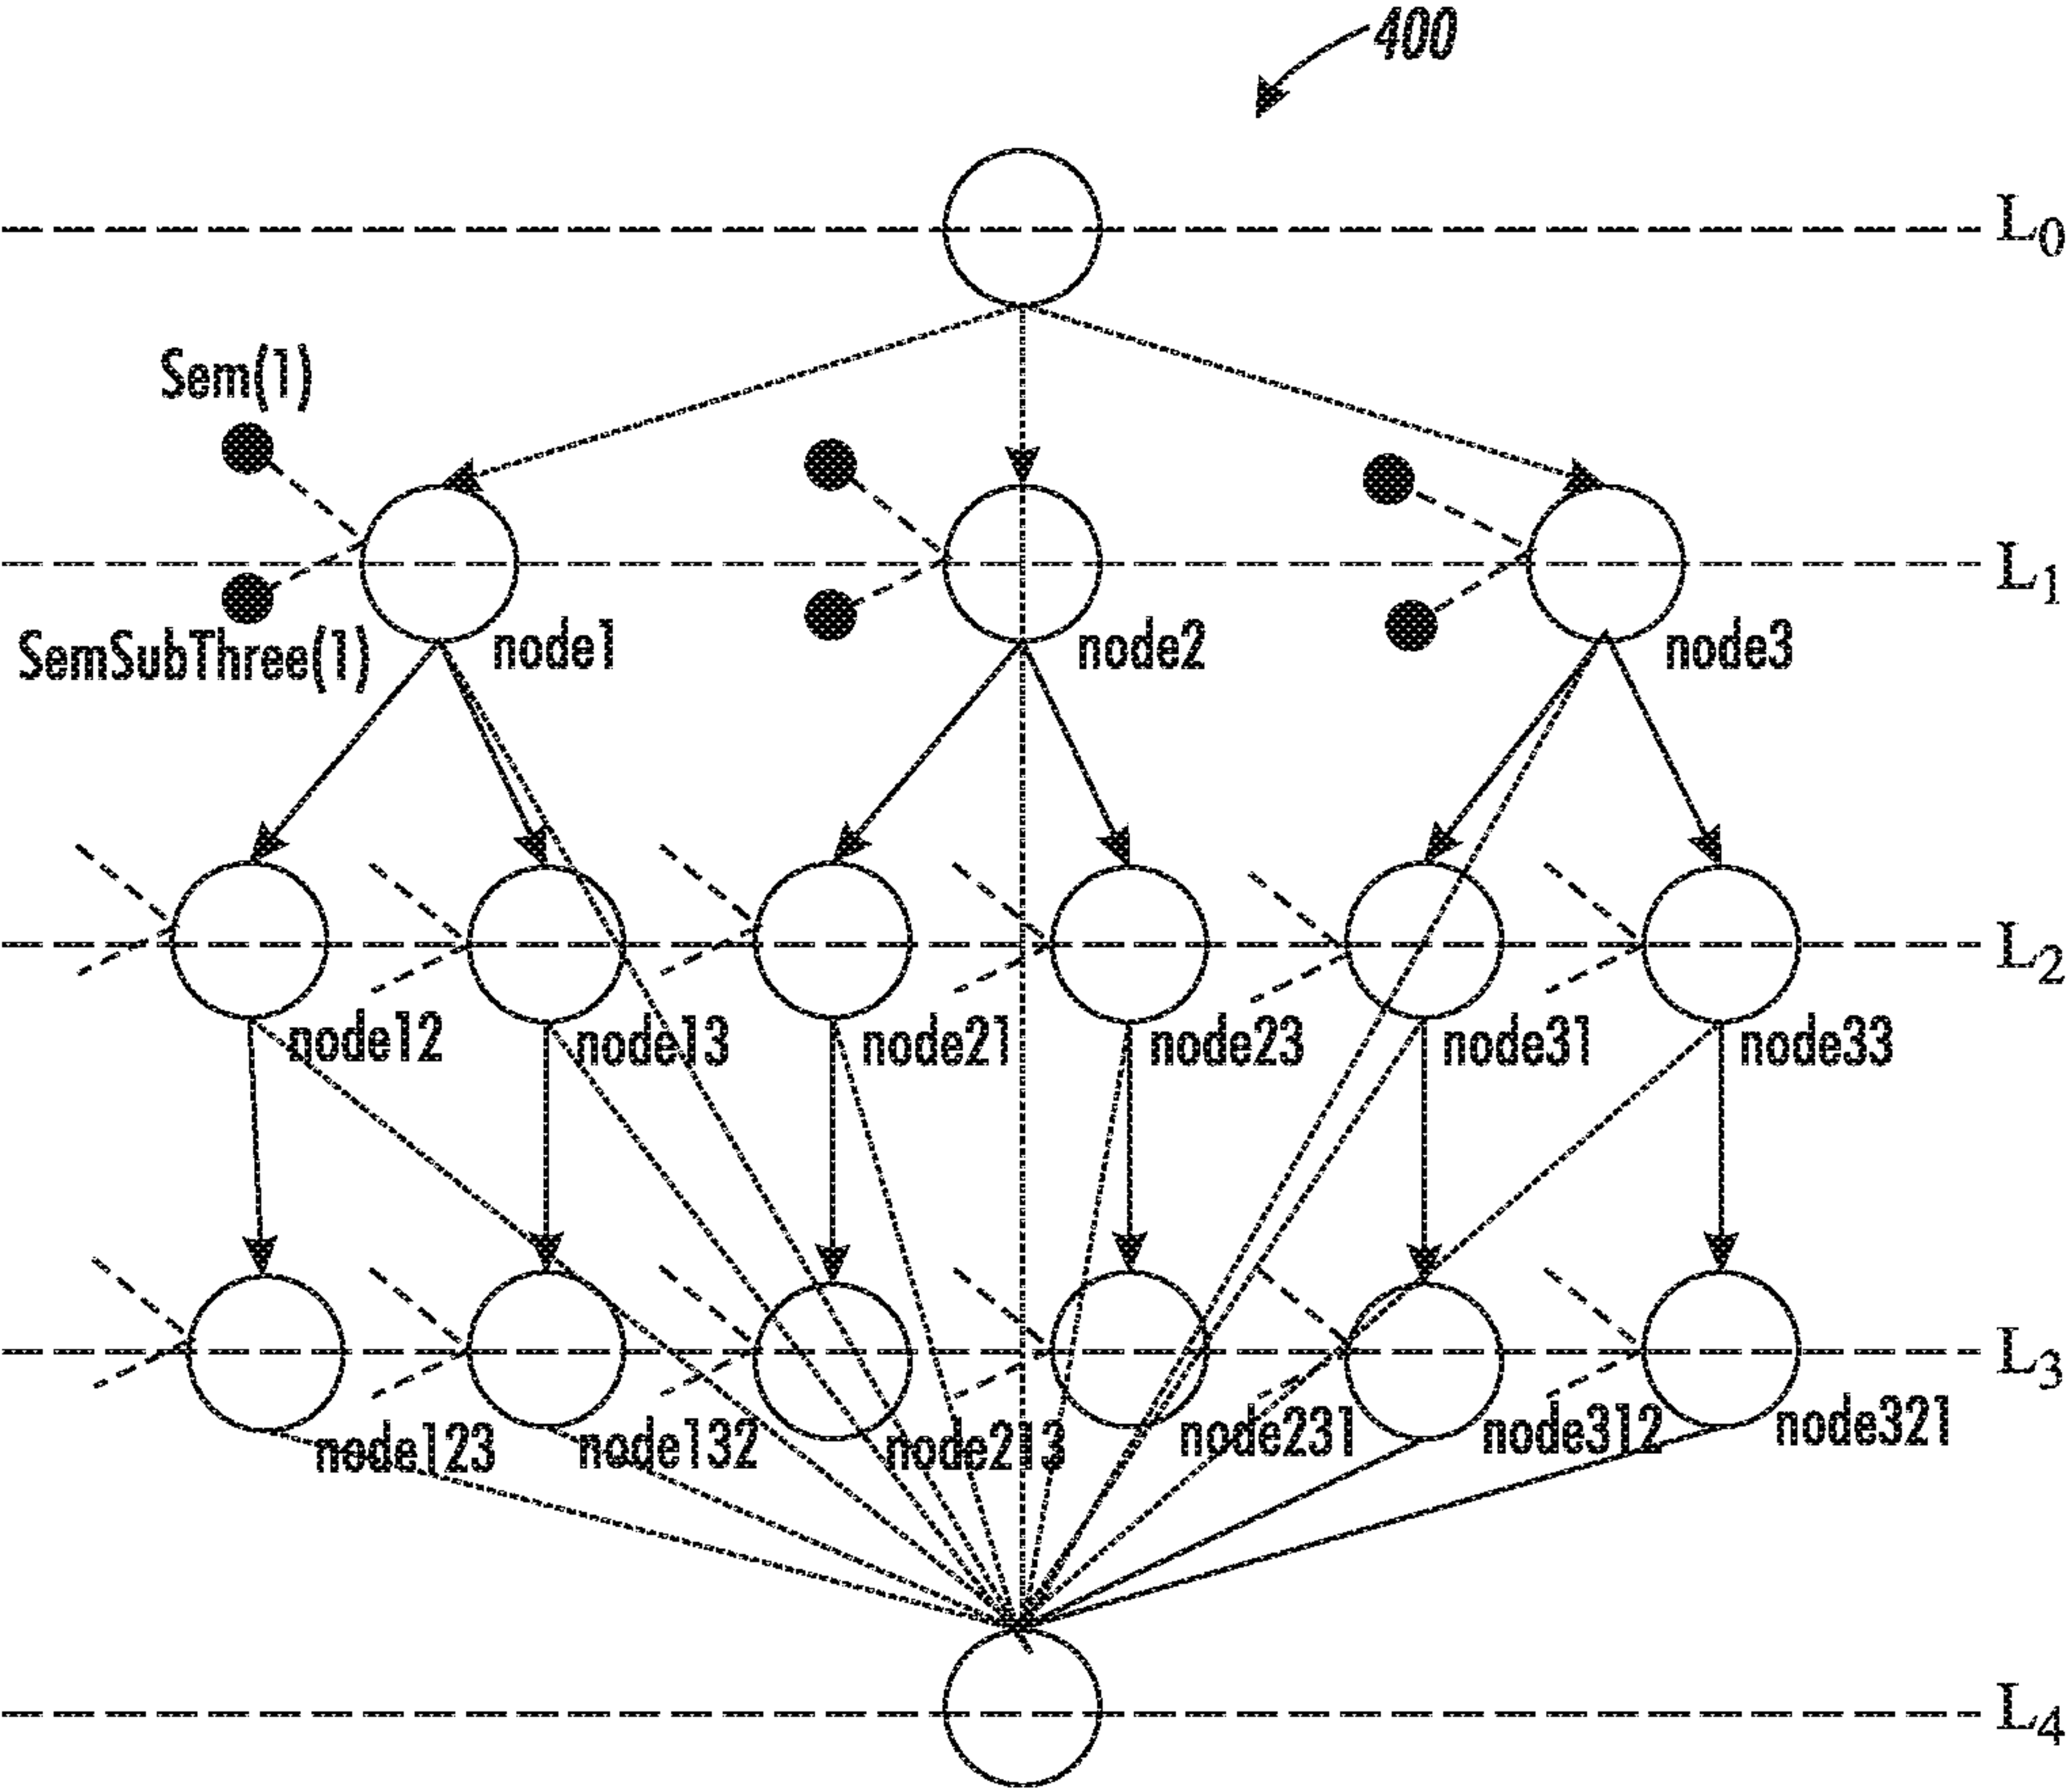 400
L0
Sem(1)
L1
SemSubThree(1)
node1
node2
node3
L2
node12
node13
node21
node23
node31
node33
L3
node123
node132
node213
node231
node312
node321
L4